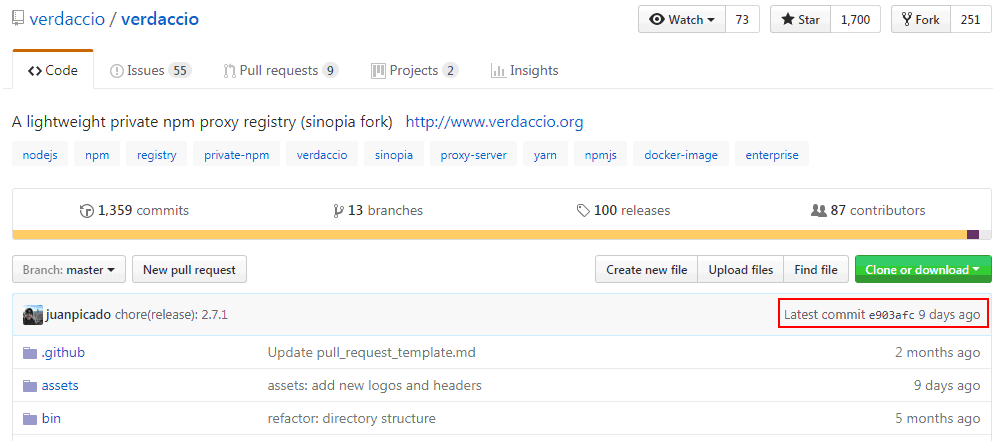 verdaccio / verdaccio Watch 73 Star 1,700 Fork 251
Code Issues 55 Pull requests 9 Projects 2 Insights
A lightweight private npm proxy registry (sinopia fork) http://www.verdaccio.org
nodejs npm registry private-npm verdaccio sinopia proxy-server yarn npmjs docker-image enterprise
1,359 commits 13 branches 100 releases 87 contributors
Branch: master New pull request Create new file Upload files Find file Clone or download
juanpicado chore(release): 2.7.1 Latest commit e903afc 9 days ago
.github Update pull_request_template.md 2 months ago
assets assets: add new logos and headers 9 days ago
bin refactor: directory structure 5 months ago